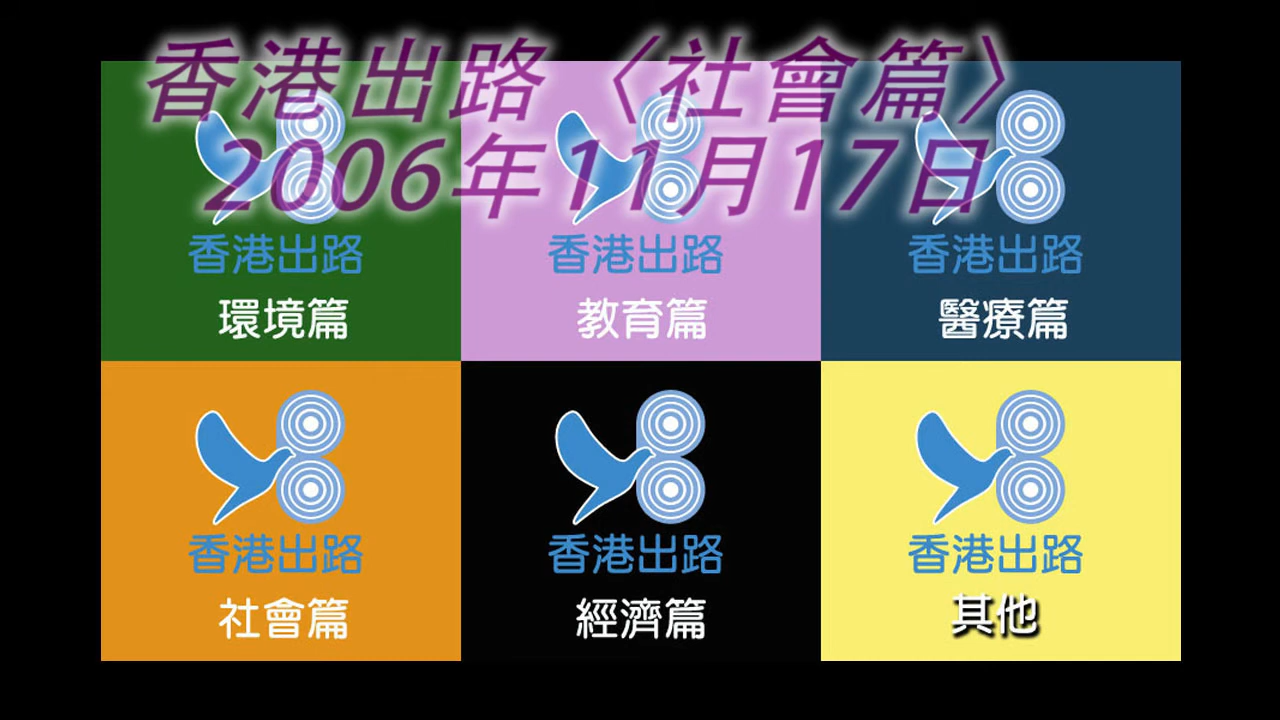 香港出路〈社會篇〉
2006年11月17日
香港出路
環境篇
香港出路
教育篇
香港出路
醫療篇
香港出路
社會篇
香港出路
經濟篇
香港出路
其他